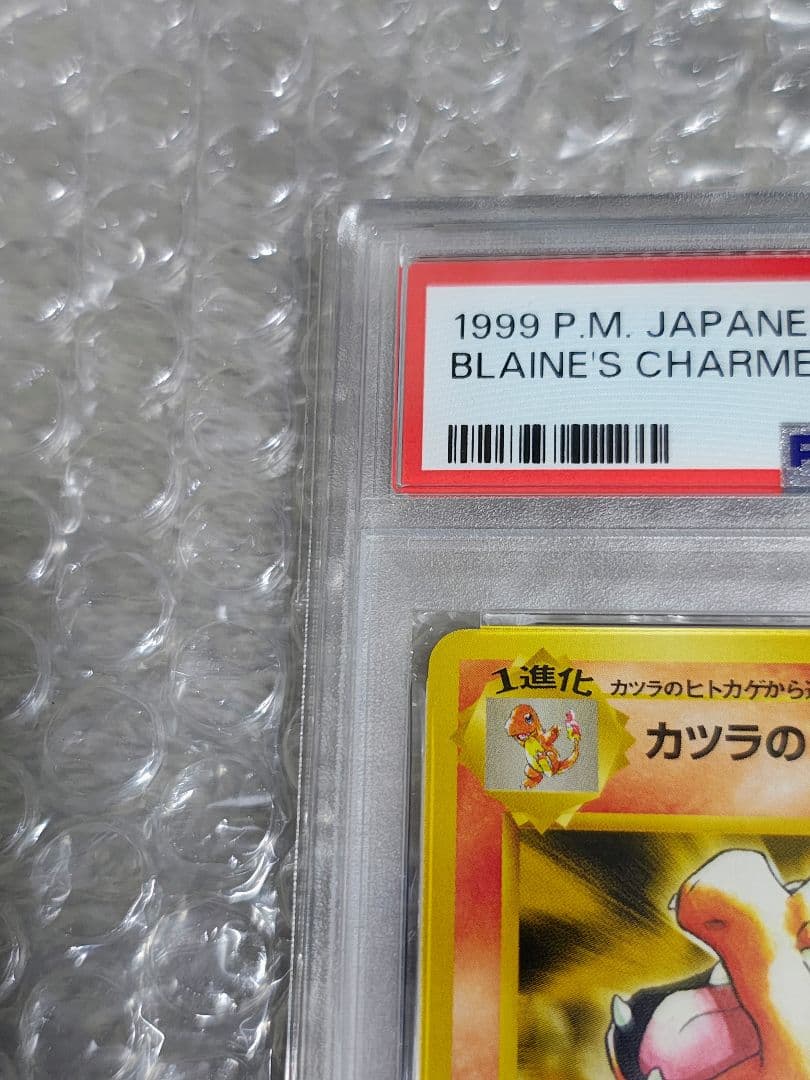 1999 P.M. JAPANE
BLAINE'S CHARME
P
1進化
カツラのヒトカゲから進
カツラの